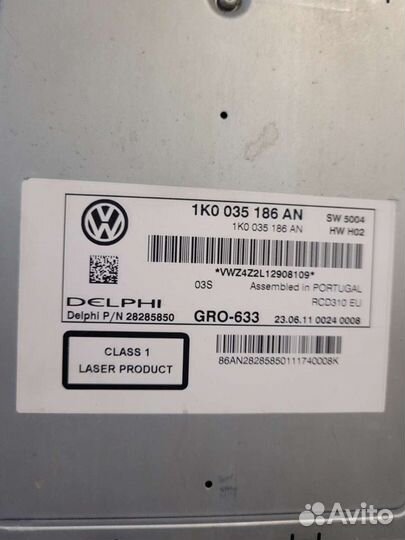 1K0 035 186 AN
SW 5004
1K0 035 186 AN
HW H02
*VWZ4Z2L12908109*
03S Assembled in PORTUGAL
RCD310 EU
DELPHI
Delphi P/N 28285850
GRO-633
23.06.11 0024 0008
CLASS 1
LASER PRODUCT
86AN28285850111740008K
Avito